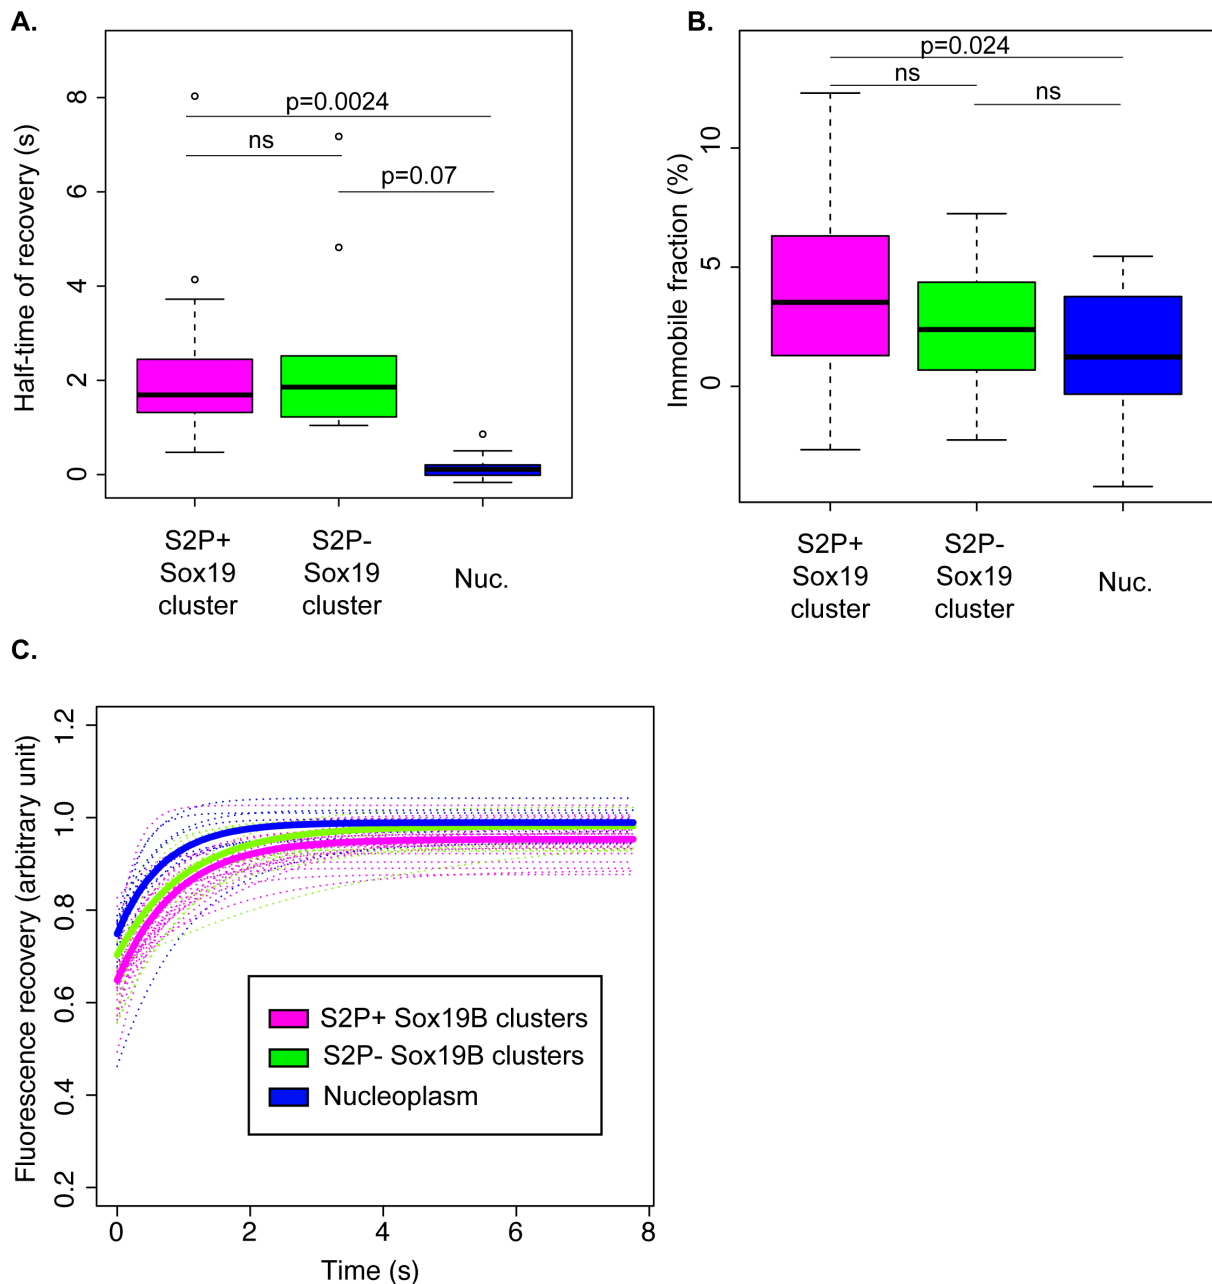 A.
Half-time of recovery (s)
8
6
4
2
0
p=0.0024
ns
p=0.07
S2P+
Sox19
cluster
S2P-
Sox19
cluster
Nuc.
B.
Immobile fraction (%)
10
5
0
p=0.024
ns
ns
S2P+
Sox19
cluster
S2P-
Sox19
cluster
Nuc.
C.
Fluorescence recovery (arbitrary unit)
1.2
1.0
0.8
0.6
0.4
0.2
S2P+ Sox19B clusters
S2P- Sox19B clusters
Nucleoplasm
0 2 4 6 8
Time (s)